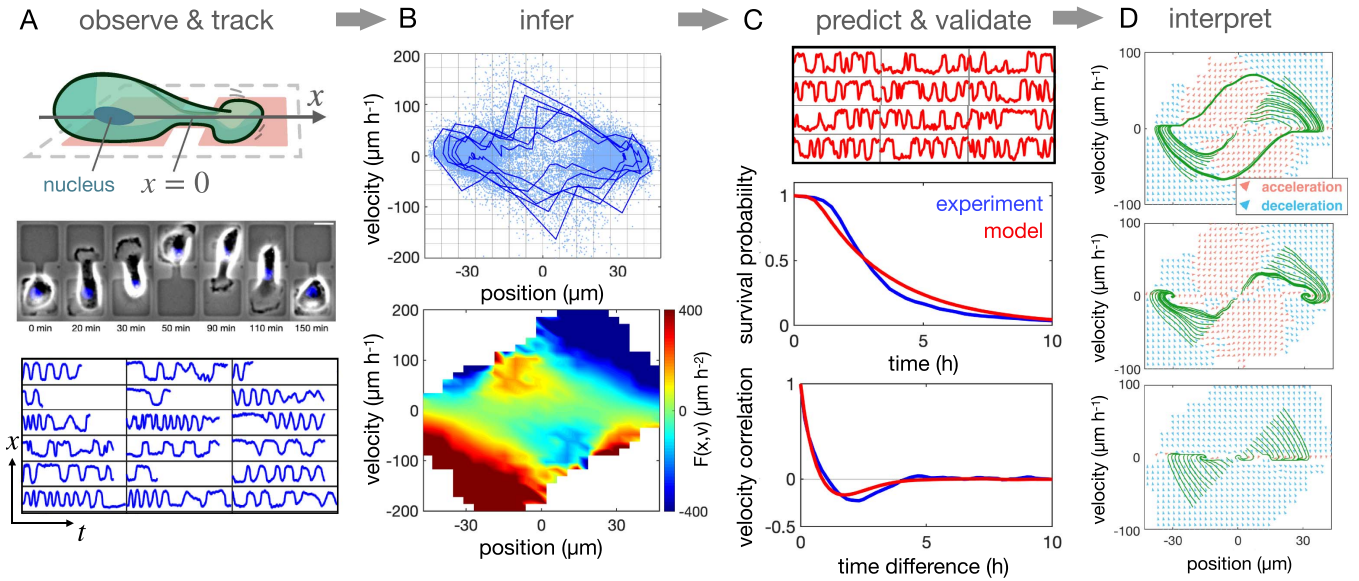 A observe & track
x
nucleus
x = 0
0 min 20 min 30 min 50 min 90 min 110 min 150 min
x
t
B infer
velocity (µm h⁻¹)
200
100
0
-100
-200
-30 0 30
position (µm)
velocity (µm h⁻¹)
200
100
0
-100
-200
-30 0 30
position (µm)
400
0
-400
F(x,v) (µm h⁻²)
C predict & validate
survival probability
1
0.5
0
0 5 10
experiment
model
time (h)
velocity correlation
1
0
-0.5
0 5 10
time difference (h)
D interpret
velocity (µm h⁻¹)
100
0
-100
acceleration
deceleration
velocity (µm h⁻¹)
100
0
-100
velocity (µm h⁻¹)
100
0
-100
-30 0 30
position (µm)